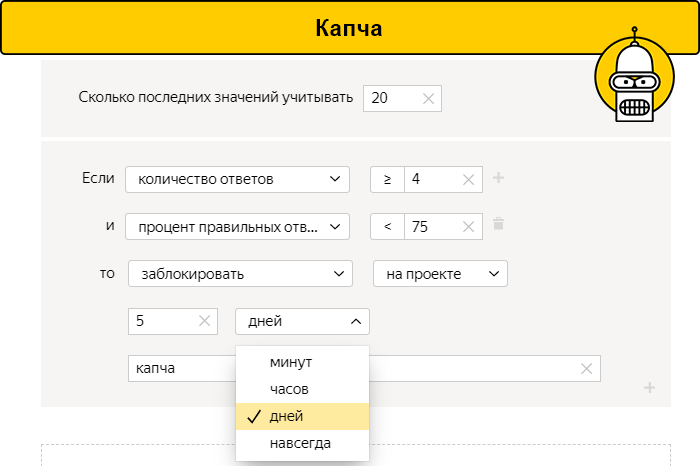 Капча
Сколько последних значений учитывать 20
Если количество ответов ≥ 4
и процент правильных отв... < 75
то заблокировать на проекте
5 дней
капча
минут
часов
дней
навсегда